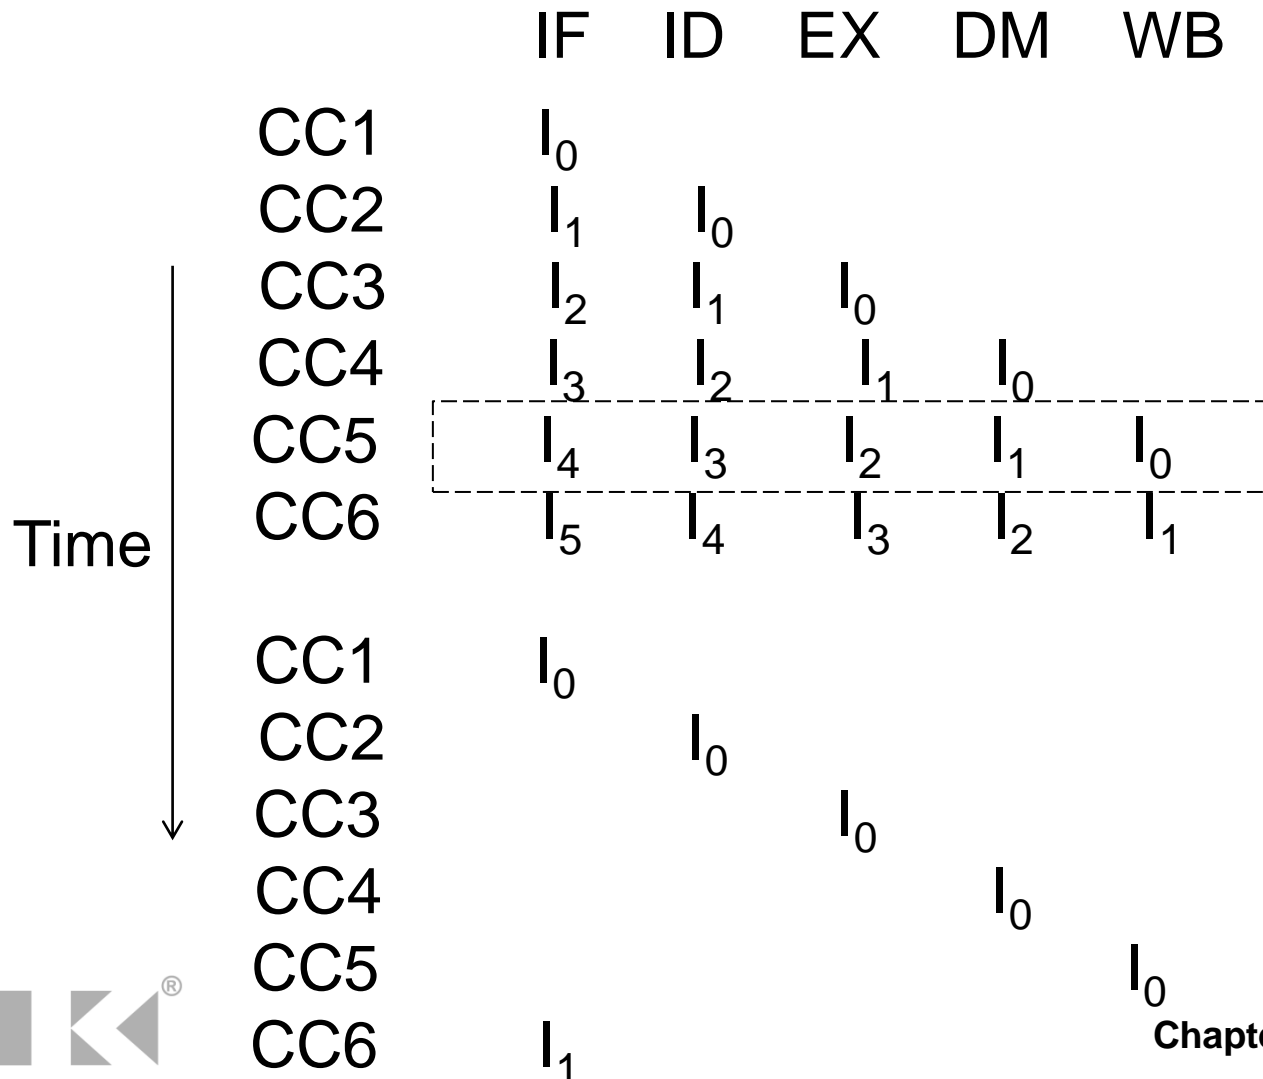 IF ID EX DM WB
CC1 I0
CC2 I1 I0
CC3 I2 I1 I0
CC4 I3 I2 I1 I0
CC5 I4 I3 I2 I1 I0
CC6 I5 I4 I3 I2 I1
Time
CC1 I0
CC2 I0
CC3 I0
CC4 I0
CC5 I0
CC6 I1
®